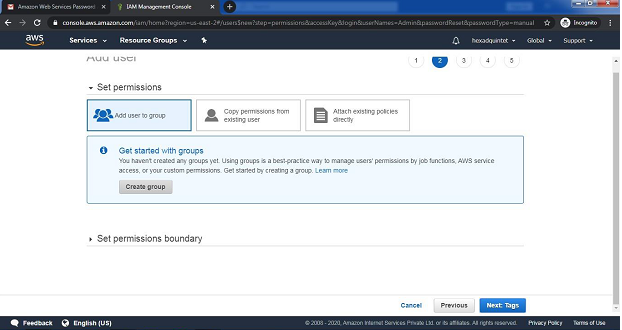 Amazon Web Services Password
IAM Management Console
console.aws.amazon.com/iam/home?region=us-east-2#/users$new?step=permissions&accessKey&login&userNames=Admin&passwordReset&passwordType=manual
Incognito
aws
Services
Resource Groups
hexadquintet
Global
Support
Add user
1
2
3
4
5
Set permissions
Add user to group
Copy permissions from
existing user
Attach existing policies
directly
Get started with groups
You haven't created any groups yet. Using groups is a best-practice way to manage users' permissions by job functions, AWS service
access, or your custom permissions. Get started by creating a group. Learn more
Create group
Set permissions boundary
Cancel
Previous
Next: Tags
Feedback
English (US)
© 2008 - 2020, Amazon Internet Services Private Ltd. or its affiliates. All rights reserved.
Privacy Policy
Terms of Use